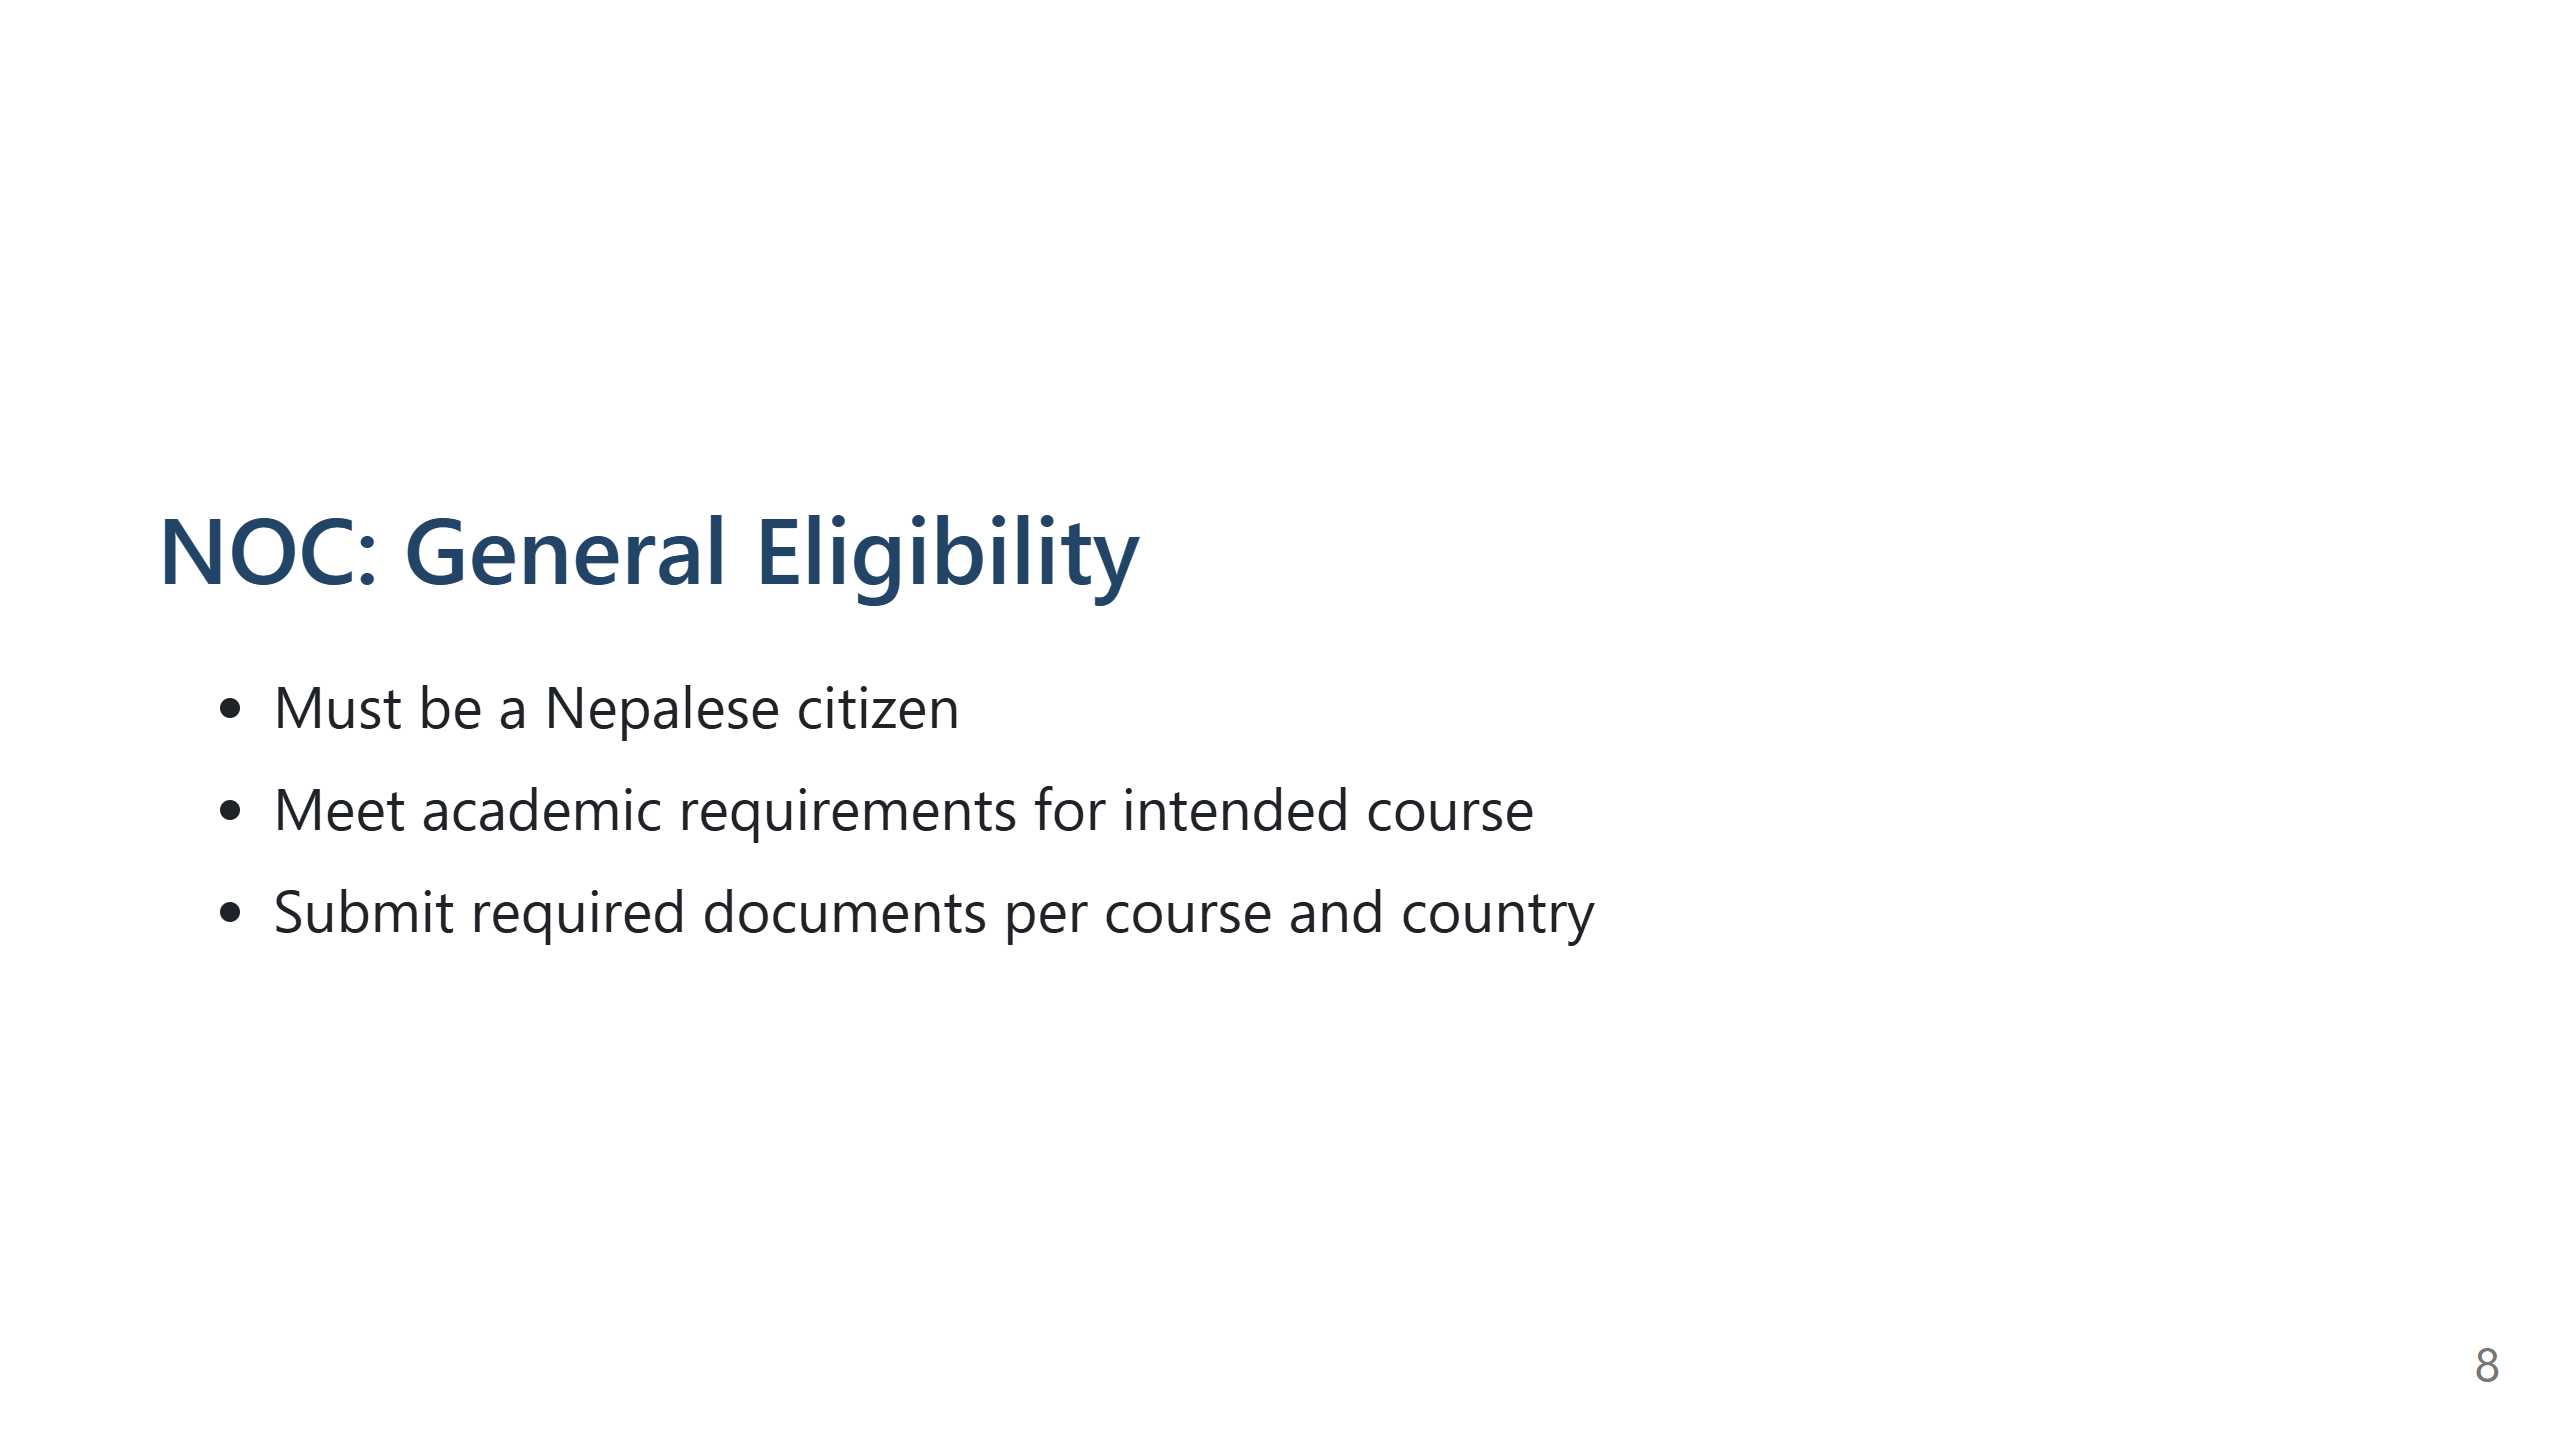 NOC: General Eligibility
• Must be a Nepalese citizen
• Meet academic requirements for intended course
• Submit required documents per course and country
8